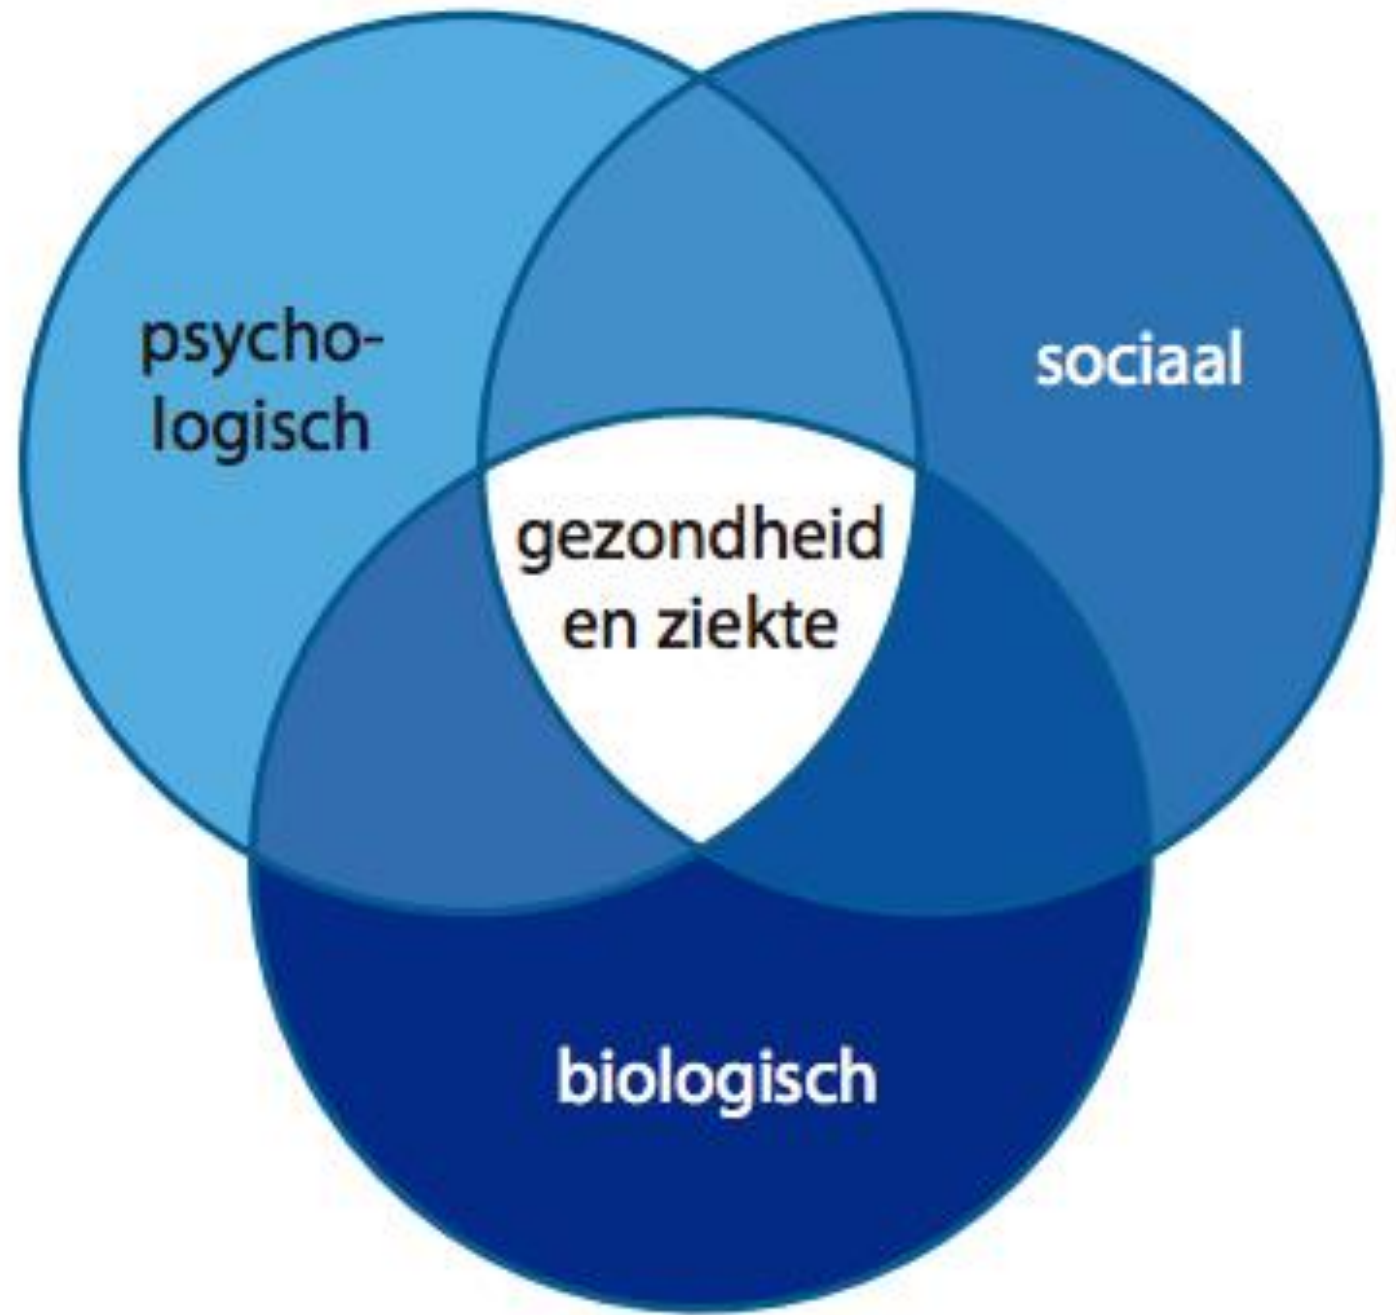 psycho-
logisch
sociaal
gezondheid
en ziekte
biologisch